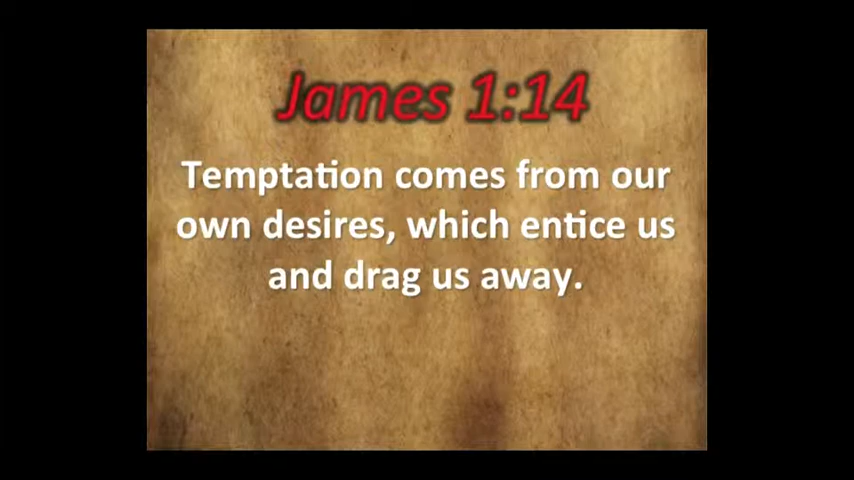 James 1:14
Temptation comes from our
own desires, which entice us
and drag us away.